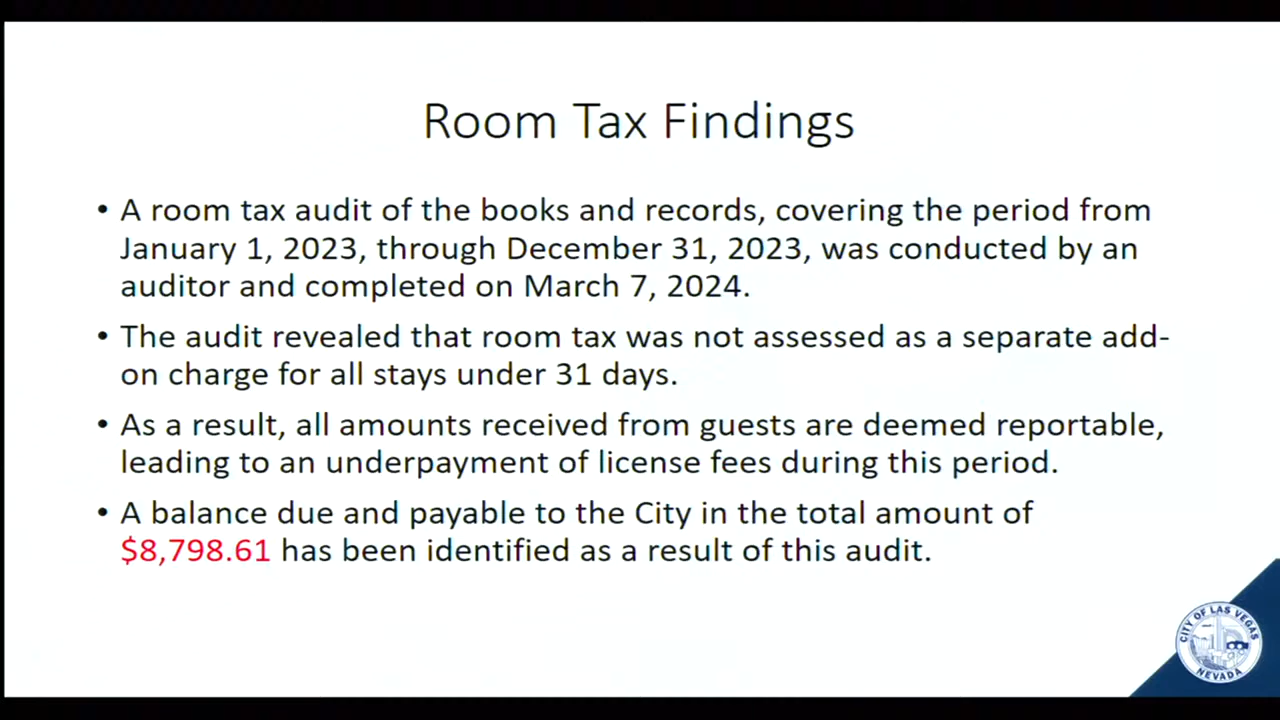 Room Tax Findings
• A room tax audit of the books and records, covering the period from
January 1, 2023, through December 31, 2023, was conducted by an
auditor and completed on March 7, 2024.
• The audit revealed that room tax was not assessed as a separate add-
on charge for all stays under 31 days.
• As a result, all amounts received from guests are deemed reportable,
leading to an underpayment of license fees during this period.
• A balance due and payable to the City in the total amount of
$8,798.61 has been identified as a result of this audit.
CITY OF LAS VEGAS
NEVADA